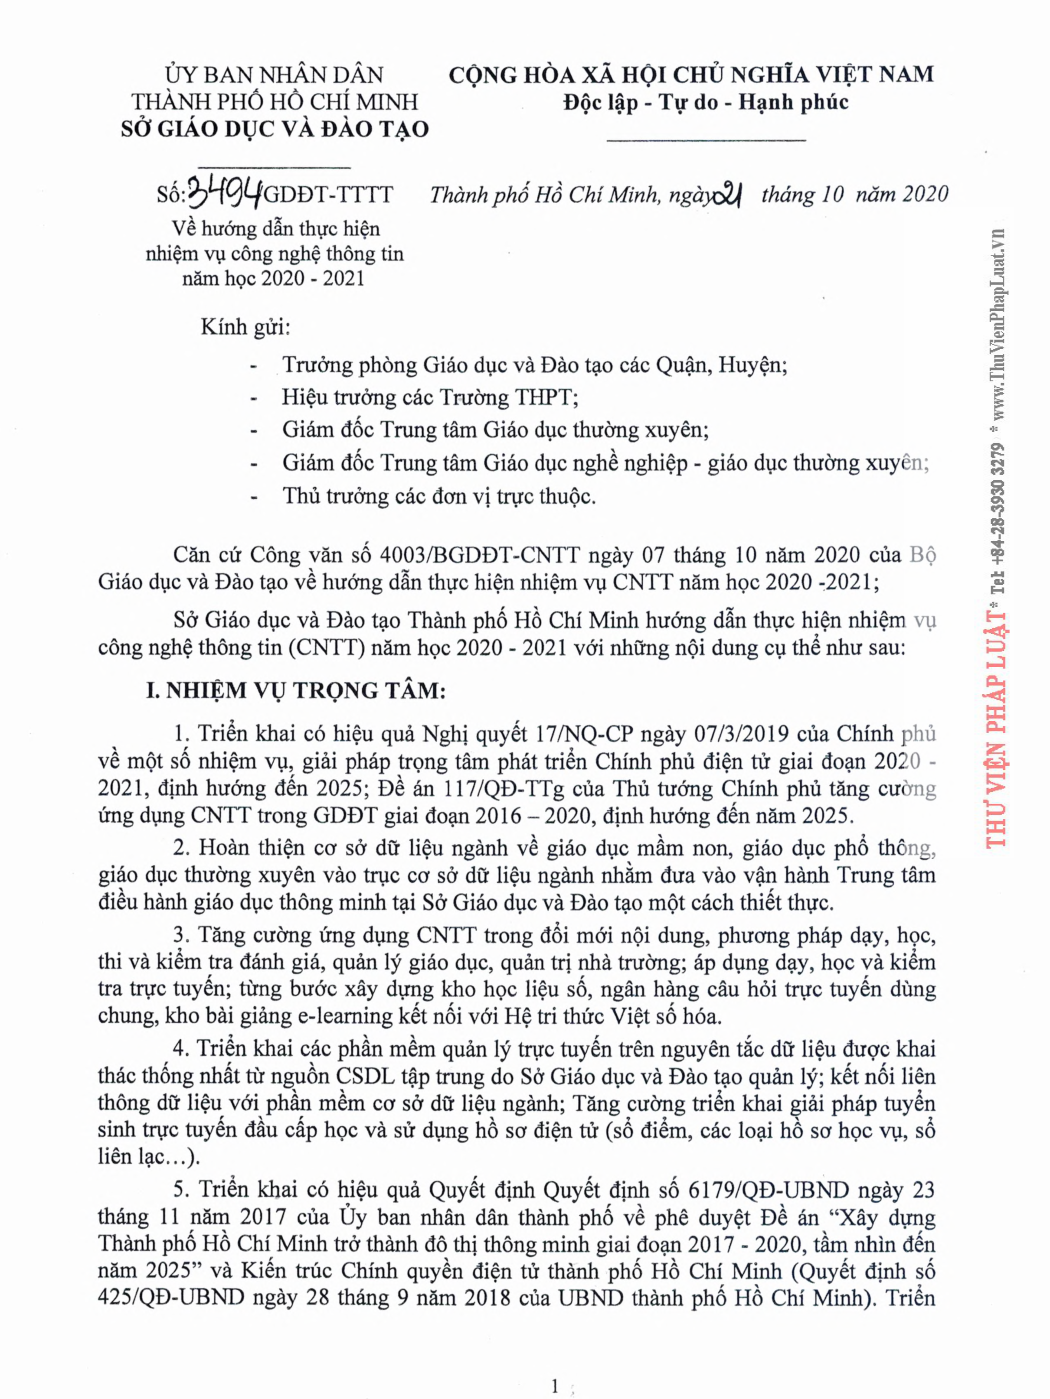 ỦY BAN NHÂN DÂN
THÀNH PHỐ HỒ CHÍ MINH
SỞ GIÁO DỤC VÀ ĐÀO TẠO
CỘNG HÒA XÃ HỘI CHỦ NGHĨA VIỆT NAM
Độc lập - Tự do - Hạnh phúc
Số:3494/GDĐT-TTTT
Thành phố Hồ Chí Minh, ngày 21 tháng 10 năm 2020
Về hướng dẫn thực hiện
nhiệm vụ công nghệ thông tin
năm học 2020 - 2021
Kính gửi:
- Trưởng phòng Giáo dục và Đào tạo các Quận, Huyện;
- Hiệu trưởng các Trường THPT;
- Giám đốc Trung tâm Giáo dục thường xuyên;
- Giám đốc Trung tâm Giáo dục nghề nghiệp - giáo dục thường xuyên;
- Thủ trưởng các đơn vị trực thuộc.
Căn cứ Công văn số 4003/BGDĐT-CNTT ngày 07 tháng 10 năm 2020 của Bộ
Giáo dục và Đào tạo về hướng dẫn thực hiện nhiệm vụ CNTT năm học 2020 -2021;
Sở Giáo dục và Đào tạo Thành phố Hồ Chí Minh hướng dẫn thực hiện nhiệm vụ
công nghệ thông tin (CNTT) năm học 2020 - 2021 với những nội dung cụ thể như sau:
I. NHIỆM VỤ TRỌNG TÂM:
1. Triển khai có hiệu quả Nghị quyết 17/NQ-CP ngày 07/3/2019 của Chính phủ
về một số nhiệm vụ, giải pháp trọng tâm phát triển Chính phủ điện tử giai đoạn 2020 -
2021, định hướng đến 2025; Đề án 117/QĐ-TTg của Thủ tướng Chính phủ tăng cường
ứng dụng CNTT trong GDĐT giai đoạn 2016 – 2020, định hướng đến năm 2025.
2. Hoàn thiện cơ sở dữ liệu ngành về giáo dục mầm non, giáo dục phổ thông,
giáo dục thường xuyên vào trục cơ sở dữ liệu ngành nhằm đưa vào vận hành Trung tâm
điều hành giáo dục thông minh tại Sở Giáo dục và Đào tạo một cách thiết thực.
3. Tăng cường ứng dụng CNTT trong đổi mới nội dung, phương pháp dạy, học,
thi và kiểm tra đánh giá, quản lý giáo dục, quản trị nhà trường; áp dụng dạy, học và kiểm
tra trực tuyến; từng bước xây dựng kho học liệu số, ngân hàng câu hỏi trực tuyến dùng
chung, kho bài giảng e-learning kết nối với Hệ tri thức Việt số hóa.
4. Triển khai các phần mềm quản lý trực tuyến trên nguyên tắc dữ liệu được khai
thác thống nhất từ nguồn CSDL tập trung do Sở Giáo dục và Đào tạo quản lý; kết nối liên
thông dữ liệu với phần mềm cơ sở dữ liệu ngành; Tăng cường triển khai giải pháp tuyển
sinh trực tuyến đầu cấp học và sử dụng hồ sơ điện tử (sổ điểm, các loại hồ sơ học vụ, sổ
liên lạc...).
5. Triển khai có hiệu quả Quyết định Quyết định số 6179/QĐ-UBND ngày 23
tháng 11 năm 2017 của Ủy ban nhân dân thành phố về phê duyệt Đề án “Xây dựng
Thành phố Hồ Chí Minh trở thành đô thị thông minh giai đoạn 2017 - 2020, tầm nhìn đến
năm 2025” và Kiến trúc Chính quyền điện tử thành phố Hồ Chí Minh (Quyết định số
425/QĐ-UBND ngày 28 tháng 9 năm 2018 của UBND thành phố Hồ Chí Minh). Triển
1
THƯ VIỆN PHÁP LUẬT * Tel: +84-28-3930 3279 * www.ThuVienPhapLuat.vn